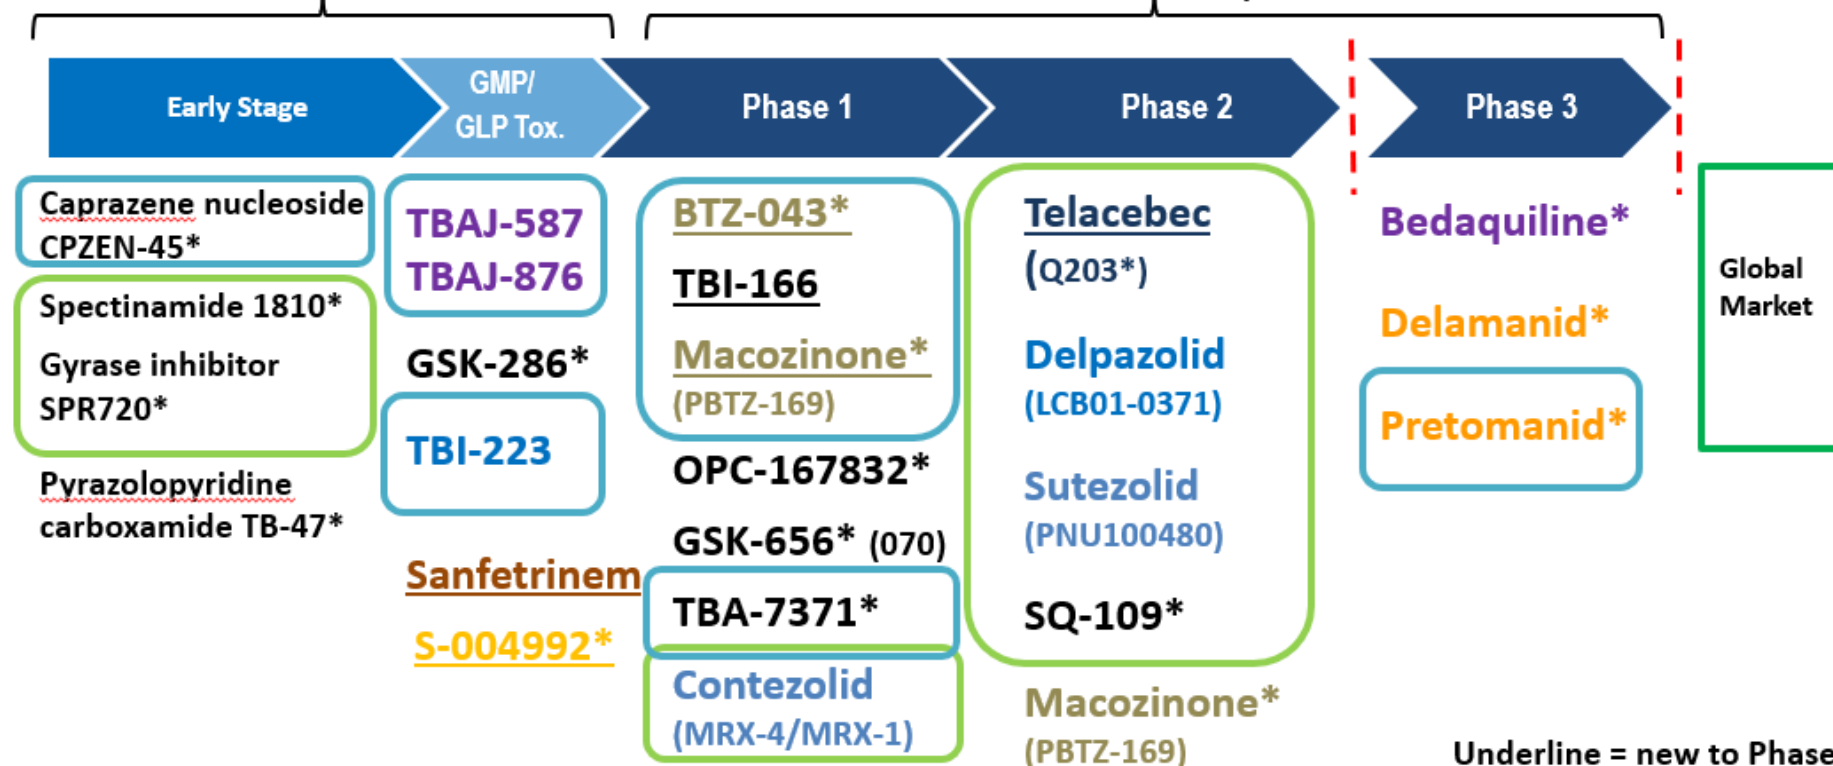 Early Stage
GMP/
GLP Tox.
Phase 1
Phase 2
Phase 3
Caprazene nucleoside
CPZEN-45*
Spectinamide 1810*
Gyrase inhibitor
SPR720*
Pyrazolopyridine
carboxamide TB-47*
TBAJ-587
TBAJ-876
GSK-286*
TBI-223
Sanfetrinem
S-004992*
BTZ-043*
TBI-166
Macozinone*
(PBTZ-169)
OPC-167832*
GSK-656* (070)
TBA-7371*
Contezolid
(MRX-4/MRX-1)
Telacebec
(Q203*)
Delpazolid
(LCB01-0371)
Sutezolid
(PNU100480)
SQ-109*
Macozinone*
(PBTZ-169)
Bedaquiline*
Delamanid*
Pretomanid*
Global
Market
Underline = new to Phase